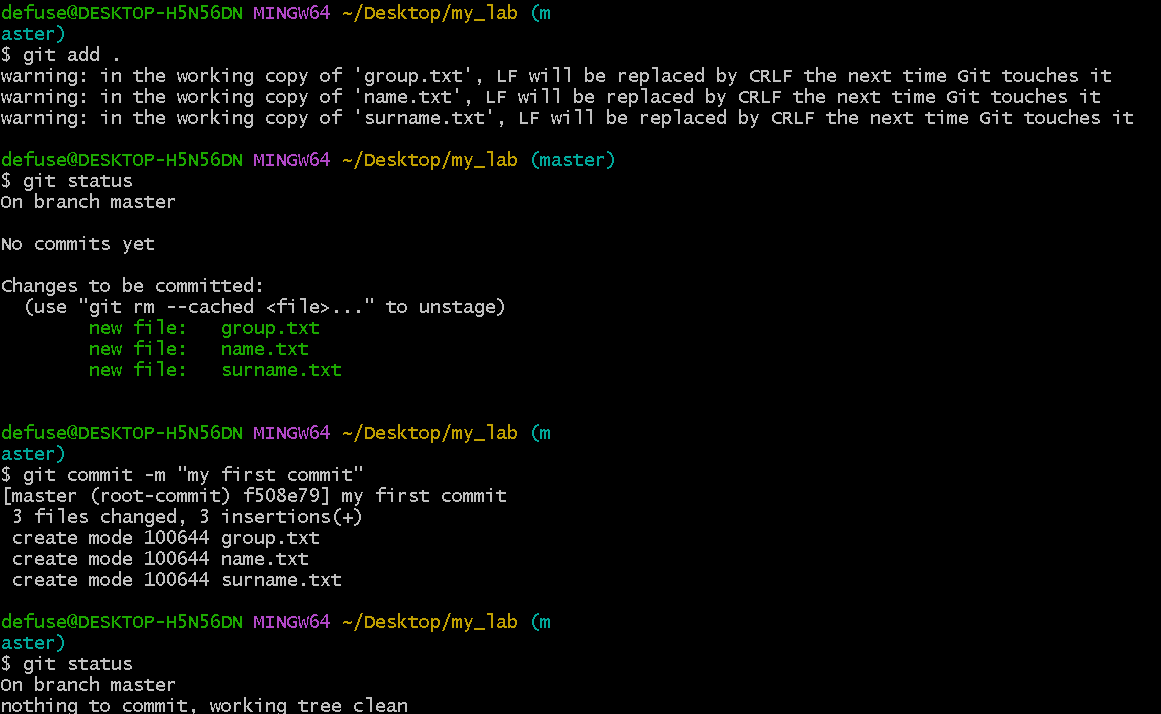 defuse@DESKTOP-H5N56DN MINGW64 ~/Desktop/my_lab (m
aster)
$ git add .
warning: in the working copy of 'group.txt', LF will be replaced by CRLF the next time Git touches it
warning: in the working copy of 'name.txt', LF will be replaced by CRLF the next time Git touches it
warning: in the working copy of 'surname.txt', LF will be replaced by CRLF the next time Git touches it
defuse@DESKTOP-H5N56DN MINGW64 ~/Desktop/my_lab (master)
$ git status
On branch master
No commits yet
Changes to be committed:
  (use "git rm --cached <file>..." to unstage)
        new file:   group.txt
        new file:   name.txt
        new file:   surname.txt
defuse@DESKTOP-H5N56DN MINGW64 ~/Desktop/my_lab (m
aster)
$ git commit -m "my first commit"
[master (root-commit) f508e79] my first commit
 3 files changed, 3 insertions(+)
 create mode 100644 group.txt
 create mode 100644 name.txt
 create mode 100644 surname.txt
defuse@DESKTOP-H5N56DN MINGW64 ~/Desktop/my_lab (m
aster)
$ git status
On branch master
nothing to commit, working tree clean